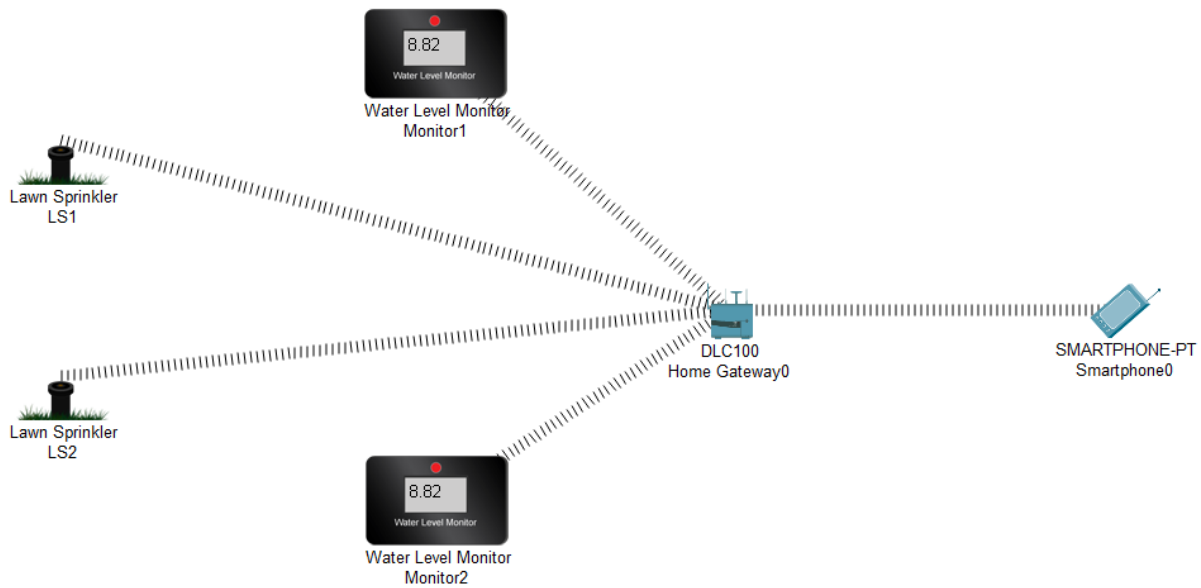 8.82
Water Level Monitor
Water Level Monitor
Monitor1
Lawn Sprinkler
LS1
DLC100
Home Gateway0
SMARTPHONE-PT
Smartphone0
Lawn Sprinkler
LS2
8.82
Water Level Monitor
Water Level Monitor
Monitor2